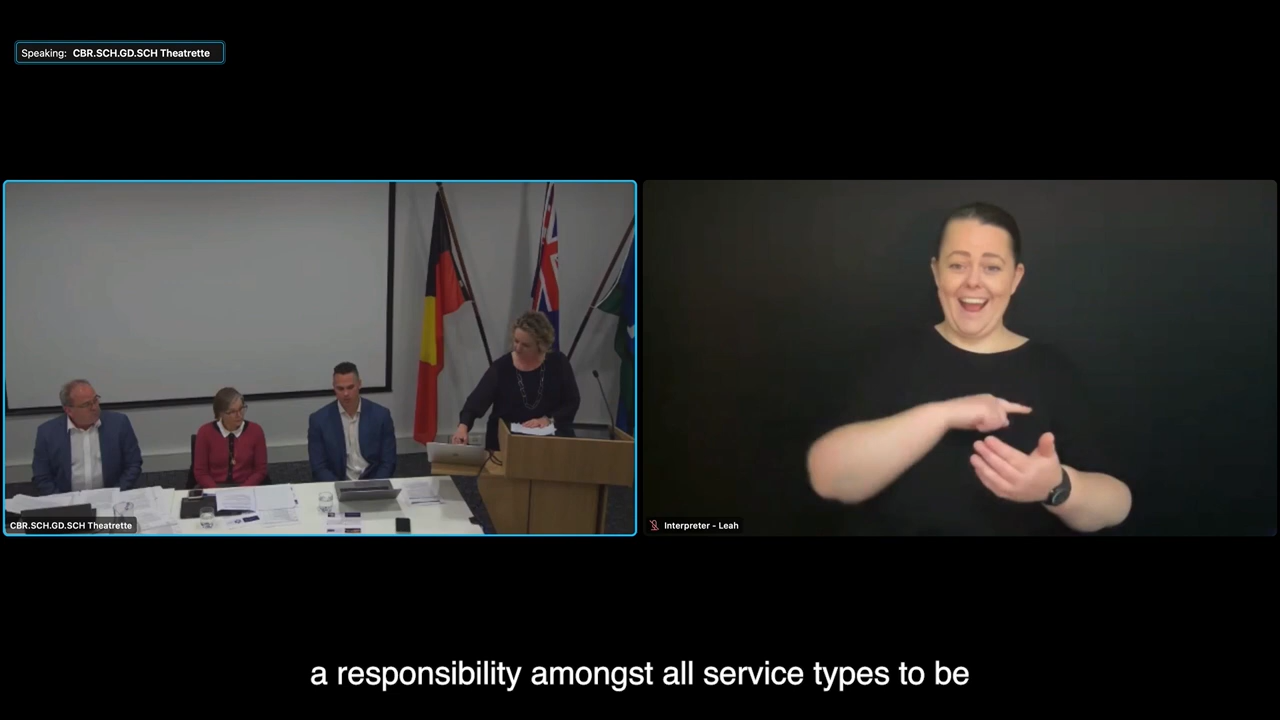 Speaking: CBR.SCH.GD.SCH Theatrette
CBR.SCH.GD.SCH Theatrette
Interpreter - Leah
a responsibility amongst all service types to be